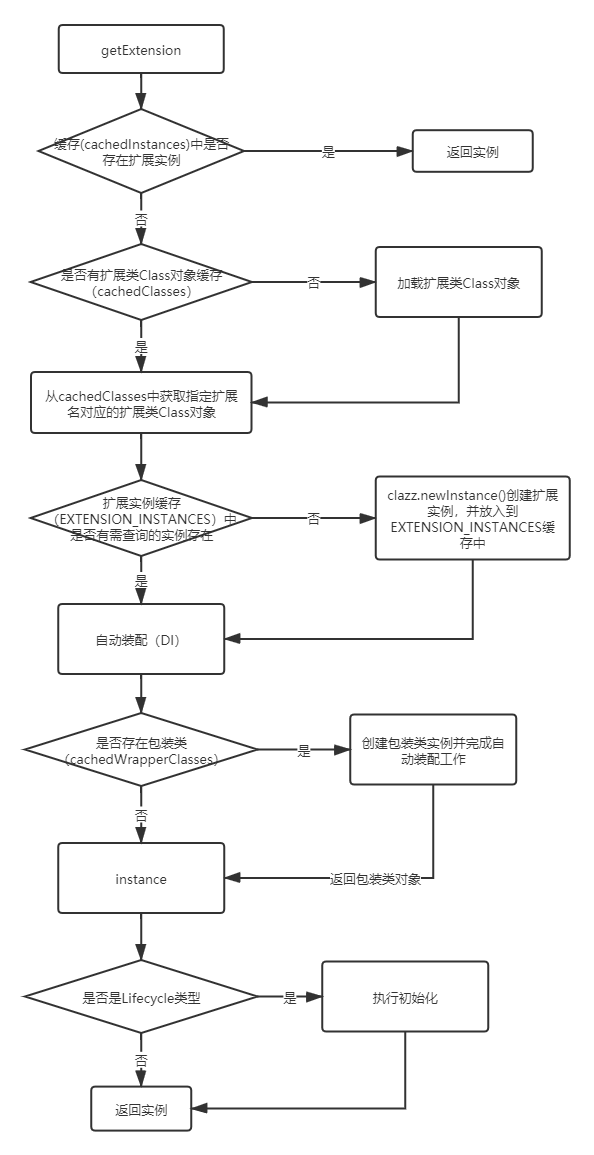 getExtension
缓存(cachedInstances)中是否
存在扩展实例
是
返回实例
否
是否有扩展类Class对象缓存
（cachedClasses）
否
加载扩展类Class对象
是
从cachedClasses中获取指定扩展
名对应的扩展类Class对象
扩展实例缓存
（EXTENSION_INSTANCES）中
是否有需查询的实例存在
否
clazz.newInstance()创建扩展
实例，并放入到
EXTENSION_INSTANCES缓
存中
是
自动装配（DI）
是否存在包装类
（cachedWrapperClasses）
是
创建包装类实例并完成自
动装配工作
否
instance
返回包装类对象
是否是Lifecycle类型
是
执行初始化
否
返回实例